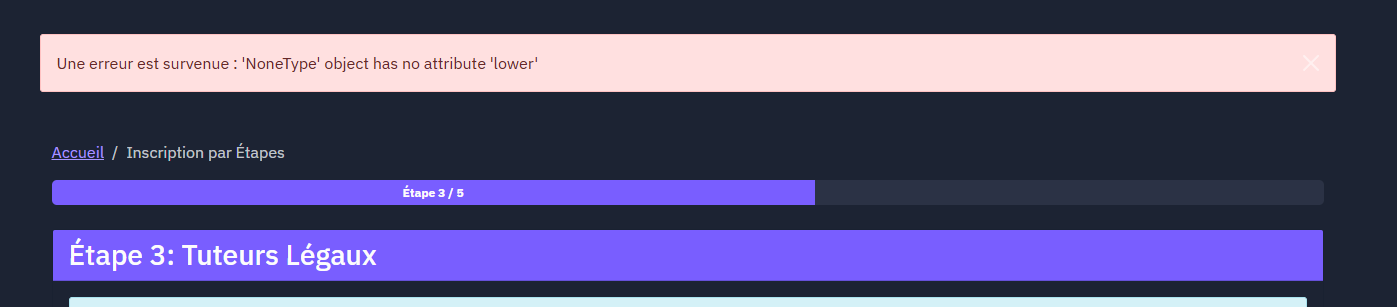 Une erreur est survenue : 'NoneType' object has no attribute 'lower'
Accueil / Inscription par Étapes
Étape 3 / 5
Étape 3: Tuteurs Légaux